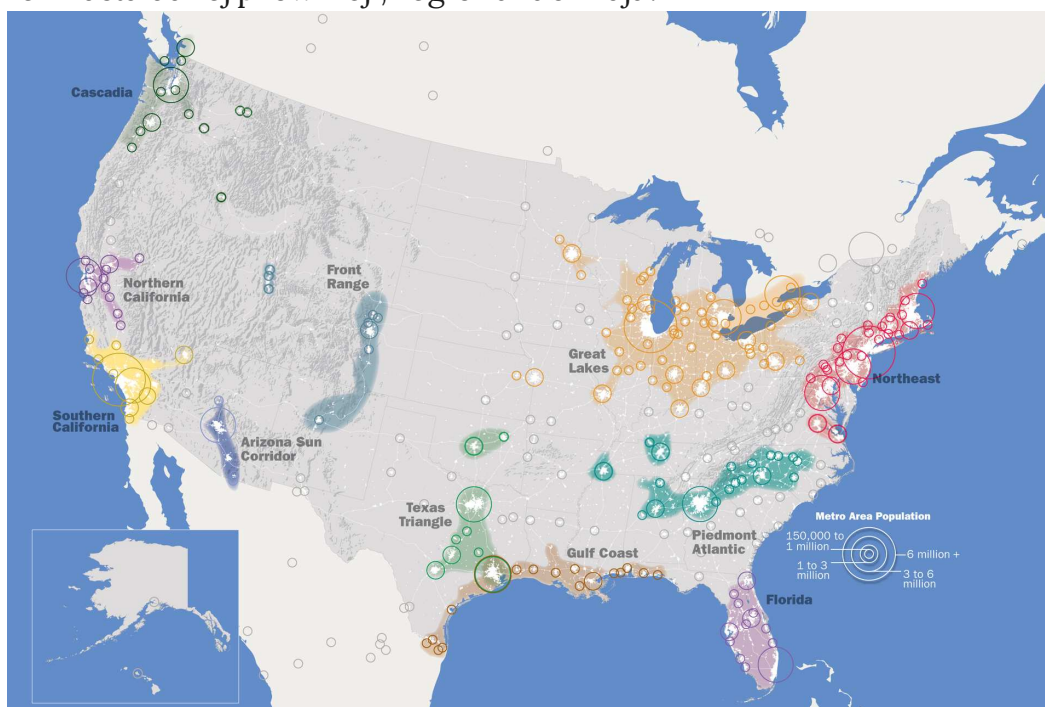 Cascadia
Northern
California
Front
Range
Great
Lakes
Northeast
Southern
California
Arizona Sun
Corridor
Texas
Triangle
Gulf Coast
Piedmont
Atlantic
Florida
Metro Area Population
150,000 to
1 million
1 to 3
million
6 million +
3 to 6
million